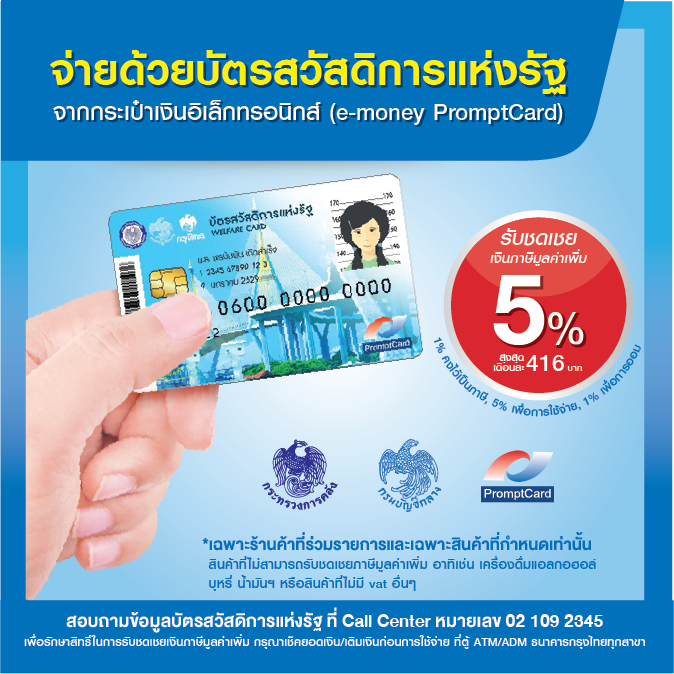 จ่ายด้วยบัตรสวัสดิการแห่งรัฐ
จากกระเป๋าเงินอิเล็กทรอนิกส์ (e-money PromptCard)
กรุงไทย
บัตรสวัสดิการแห่งรัฐ
WELFARE CARD
1 2345 67890 12 3
0600 0000 0000
PromptCard
170 170
160
150
140
130
190
รับชดเชย
เงินภาษีมูลค่าเพิ่ม
5%
สูงสุด
เดือนละ 416 บาท
1% คงไว้เป็นภาษี, 5% เพื่อการใช้จ่าย, 1% เพื่อการออม
กระทรวงการคลัง
กรมบัญชีกลาง
PromptCard
*เฉพาะร้านค้าที่ร่วมรายการและเฉพาะสินค้าที่กำหนดเท่านั้น
สินค้าที่ไม่สามารถรับชดเชยภาษีมูลค่าเพิ่ม อาทิเช่น เครื่องดื่มแอลกอฮอล์
บุหรี่ น้ำมันฯ หรือสินค้าที่ไม่มี vat อื่นๆ
สอบถามข้อมูลบัตรสวัสดิการแห่งรัฐ ที่ Call Center หมายเลข 02 109 2345
เพื่อรักษาสิทธิ์ในการรับชดเชยเงินภาษีมูลค่าเพิ่ม กรุณาเช็คยอดเงิน/เติมเงินก่อนการใช้จ่าย ที่ตู้ ATM/ADM ธนาคารกรุงไทยทุกสาขา